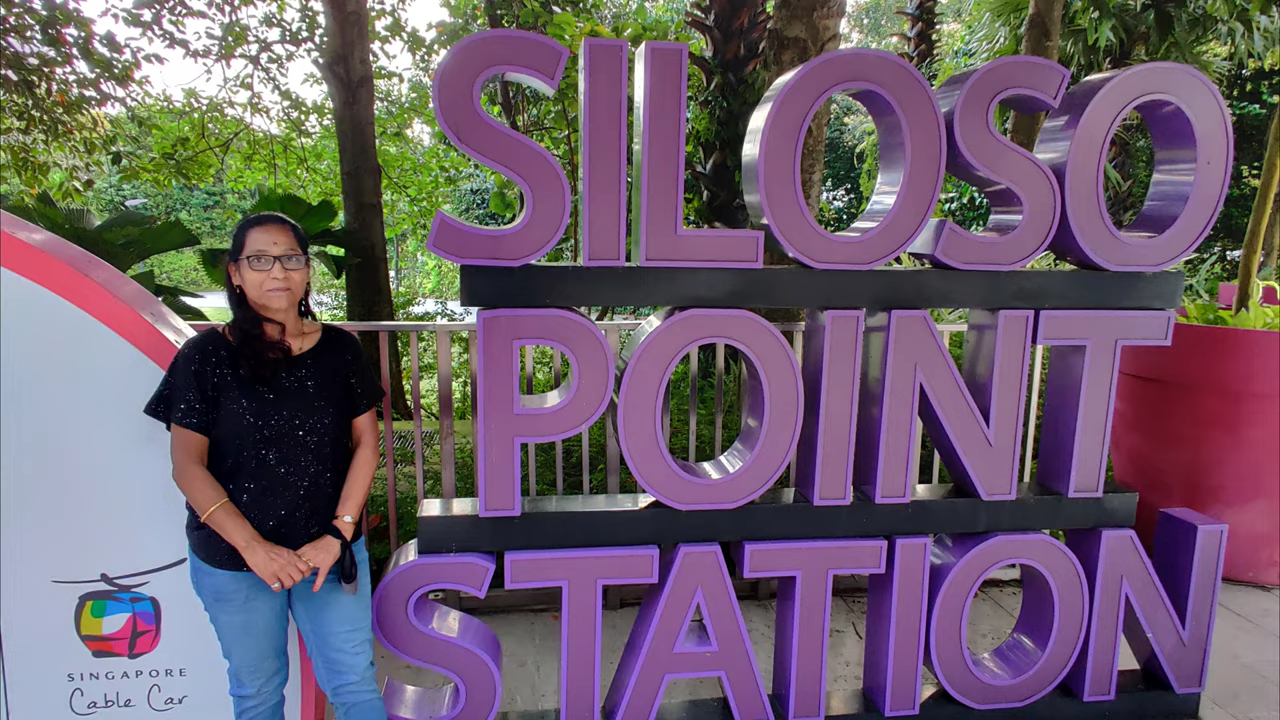 SILOSO
POINT
STATION
SINGAPORE
Cable Car